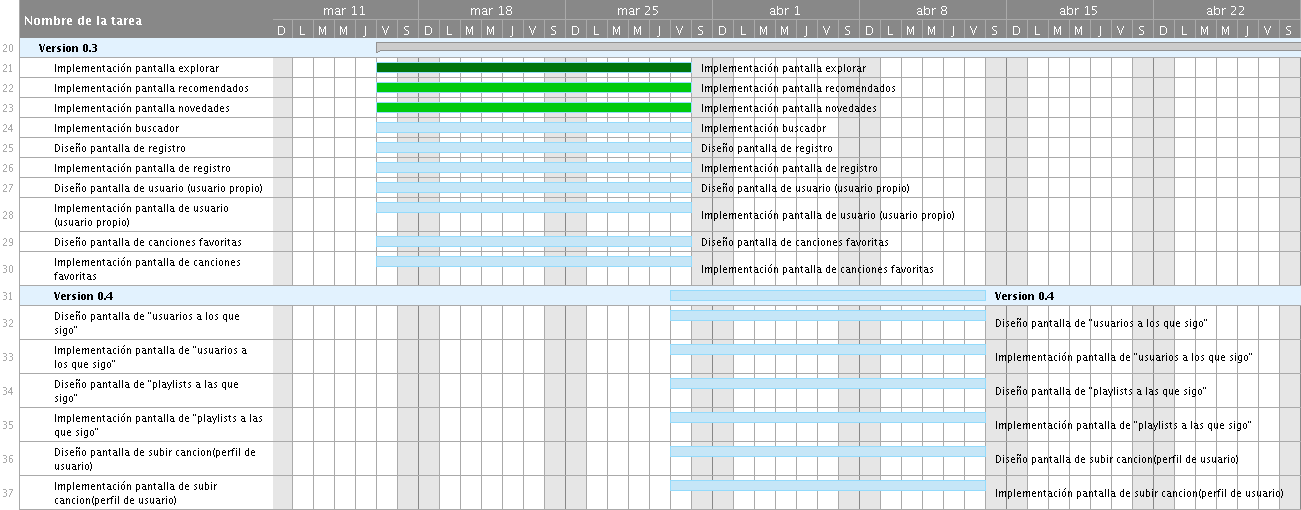 Nombre de la tarea
mar 11 mar 18 mar 25 abr 1 abr 8 abr 15 abr 22
D L M M J V S D L M M J V S D L M M J V S D L M M J V S D L M M J V S D L M M J V S D L M M J V S
20 Version 0.3
21 Implementación pantalla explorar Implementación pantalla explorar
22 Implementación pantalla recomendados Implementación pantalla recomendados
23 Implementación pantalla novedades Implementación pantalla novedades
24 Implementación buscador Implementación buscador
25 Diseño pantalla de registro Diseño pantalla de registro
26 Implementación pantalla de registro Implementación pantalla de registro
27 Diseño pantalla de usuario (usuario propio) Diseño pantalla de usuario (usuario propio)
28 Implementación pantalla de usuario
(usuario propio)
Implementación pantalla de usuario (usuario propio)
29 Diseño pantalla de canciones favoritas Diseño pantalla de canciones favoritas
30 Implementación pantalla de canciones
favoritas
Implementación pantalla de canciones favoritas
31 Version 0.4 Version 0.4
32 Diseño pantalla de "usuarios a los que
sigo"
Diseño pantalla de "usuarios a los que sigo"
33 Implementación pantalla de "usuarios a
los que sigo"
Implementación pantalla de "usuarios a los que sigo"
34 Diseño pantalla de "playlists a las que
sigo"
Diseño pantalla de "playlists a las que sigo"
35 Implementación pantalla de "playlists a las
que sigo"
Implementación pantalla de "playlists a las que sigo"
36 Diseño pantalla de subir cancion(perfil de
usuario)
Diseño pantalla de subir cancion(perfil de usuario)
37 Implementación pantalla de subir
cancion(perfil de usuario)
Implementación pantalla de subir cancion(perfil de usuario)